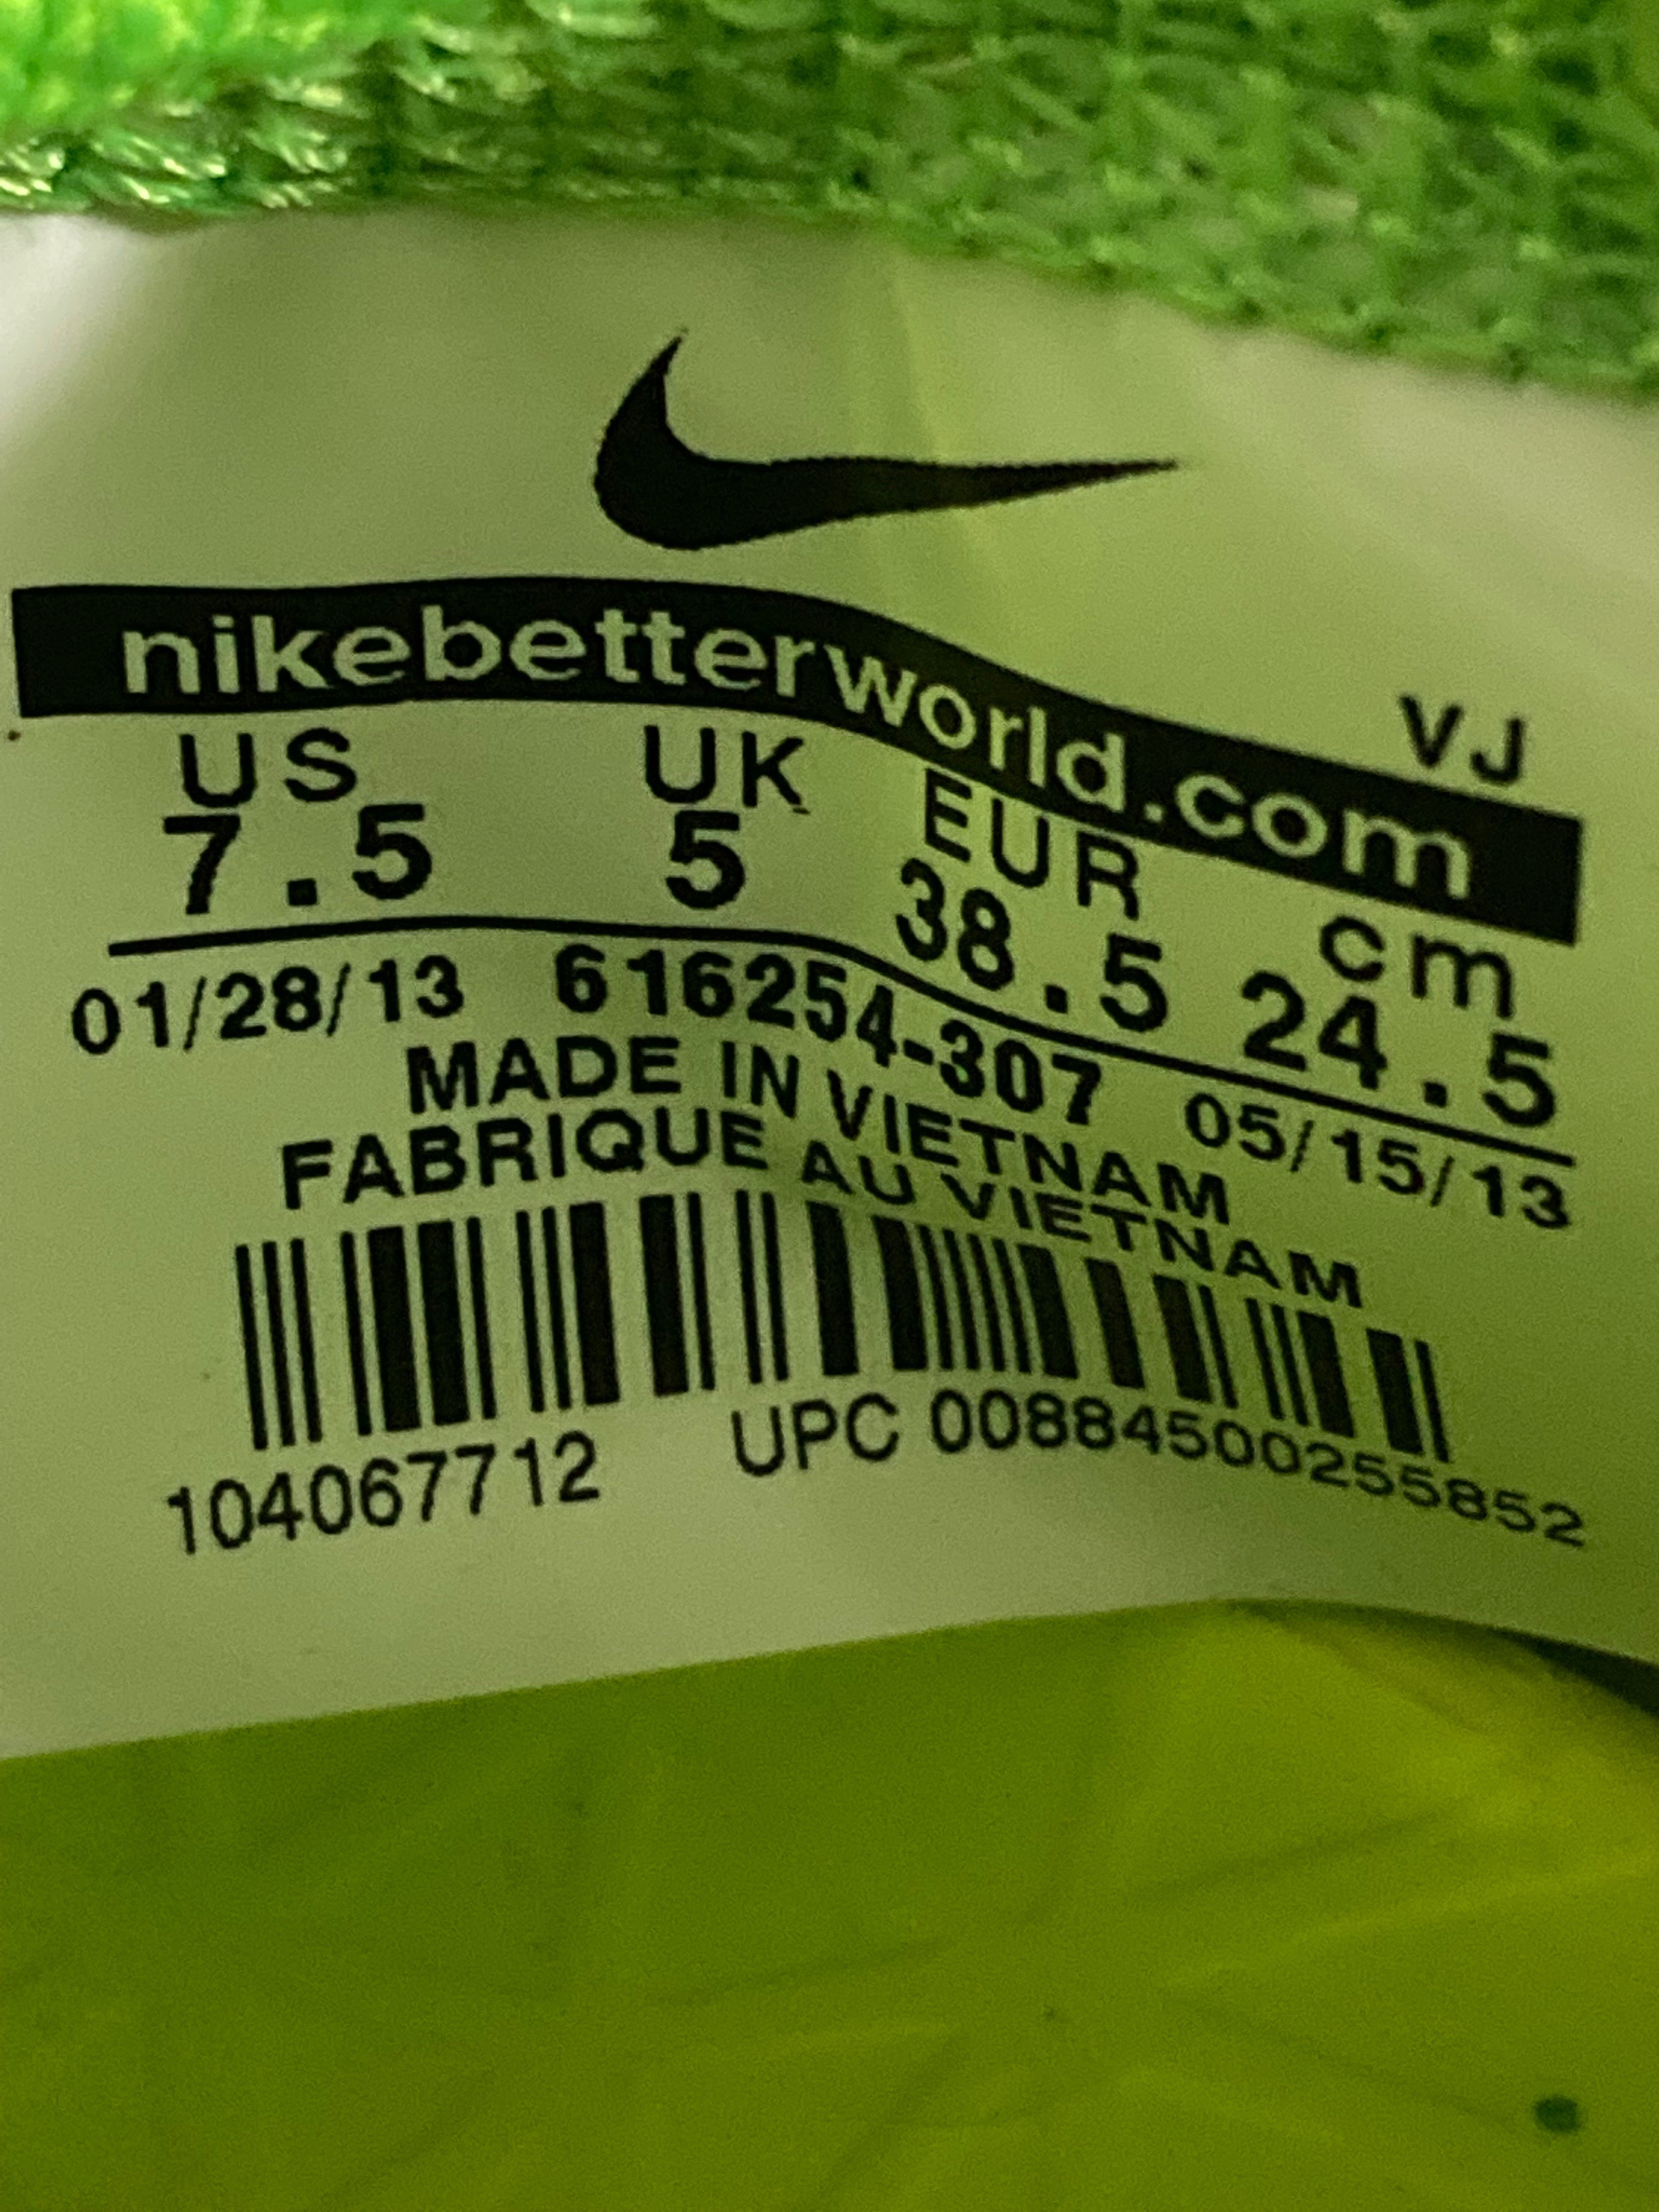 nikebetterworld.com
VJ
US UK EUR cm
7.5 5 38.5 24.5
01/28/13 616254-307 05/15/13
MADE IN VIETNAM
FABRIQUE AU VIETNAM
104067712 UPC 00884500255852